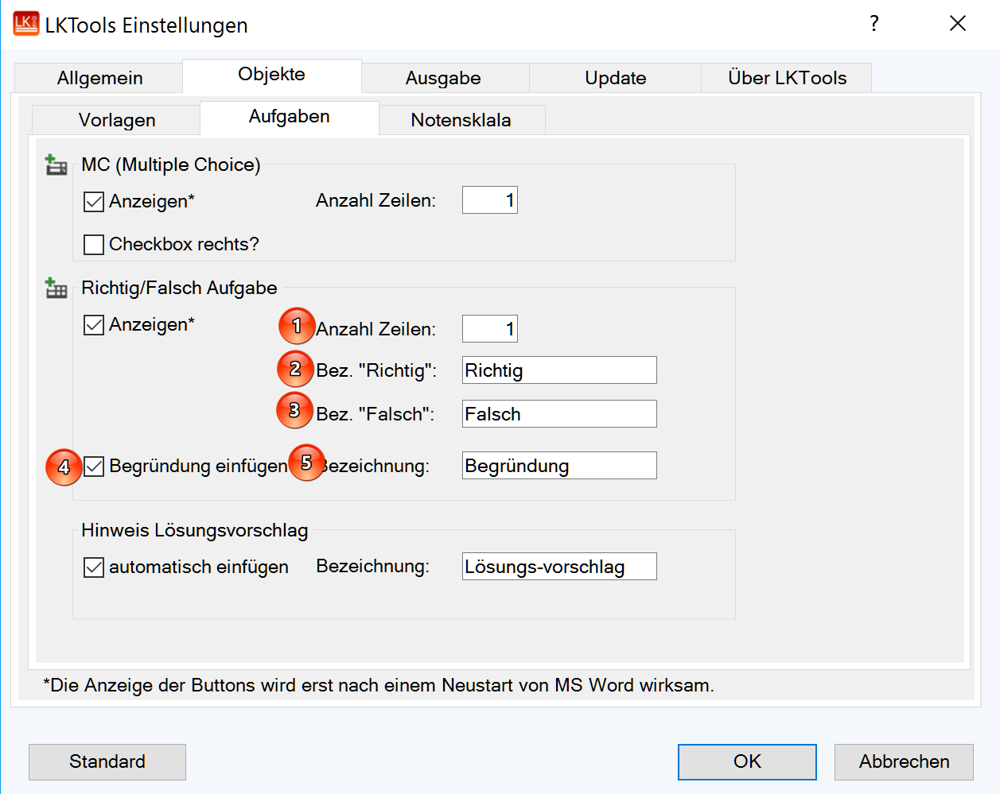 LK LKTools Einstellungen ?
Allgemein Objekte Ausgabe Update Über LKTools
Vorlagen Aufgaben Notensklala
MC (Multiple Choice)
Anzeigen* Anzahl Zeilen: 1
Checkbox rechts?
Richtig/Falsch Aufgabe
Anzeigen* 1 Anzahl Zeilen: 1
2 Bez. "Richtig": Richtig
3 Bez. "Falsch": Falsch
4 Begründung einfügen 5 Bezeichnung: Begründung
Hinweis Lösungsvorschlag
automatisch einfügen Bezeichnung: Lösungs-vorschlag
*Die Anzeige der Buttons wird erst nach einem Neustart von MS Word wirksam.
Standard OK Abbrechen